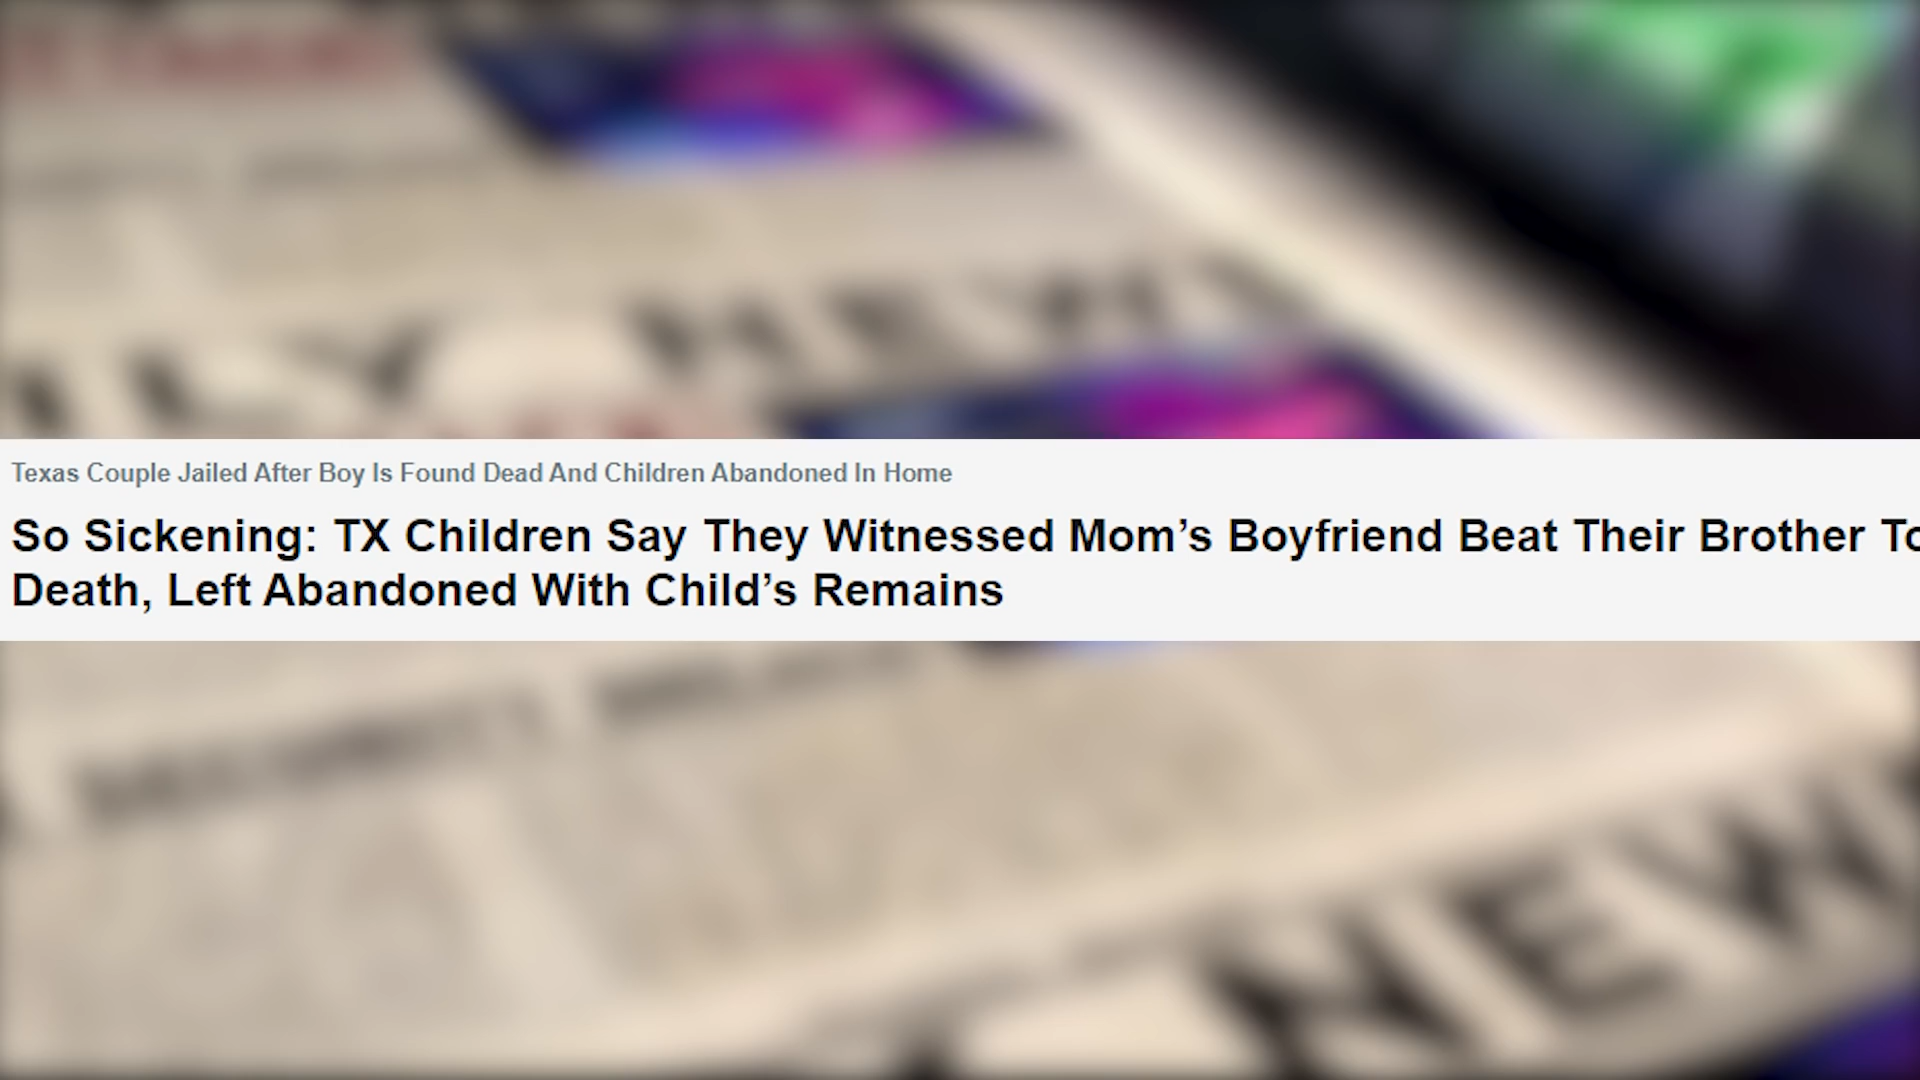 Texas Couple Jailed After Boy Is Found Dead And Children Abandoned In Home
So Sickening: TX Children Say They Witnessed Mom’s Boyfriend Beat Their Brother To
Death, Left Abandoned With Child’s Remains
NEW